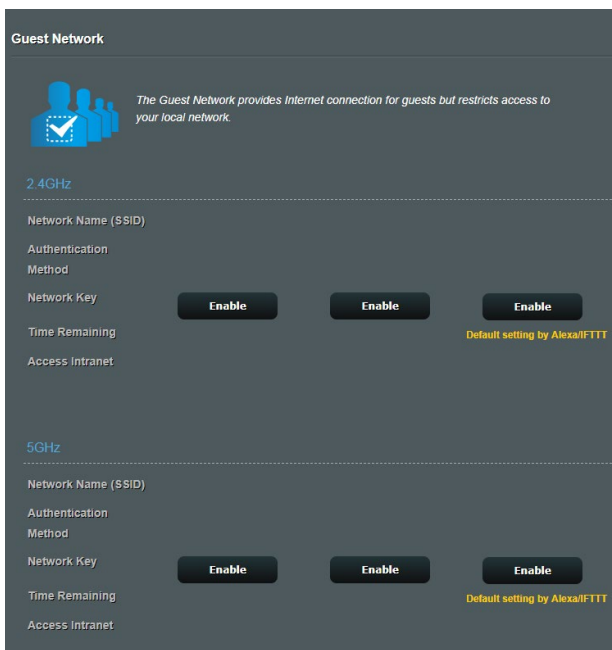 Guest Network
The Guest Network provides Internet connection for guests but restricts access to
your local network.
2.4GHz
Network Name (SSID)
Authentication
Method
Network Key
Enable
Enable
Enable
Time Remaining
Default setting by Alexa/IFTTT
Access Intranet
5GHz
Network Name (SSID)
Authentication
Method
Network Key
Enable
Enable
Enable
Time Remaining
Default setting by Alexa/IFTTT
Access Intranet